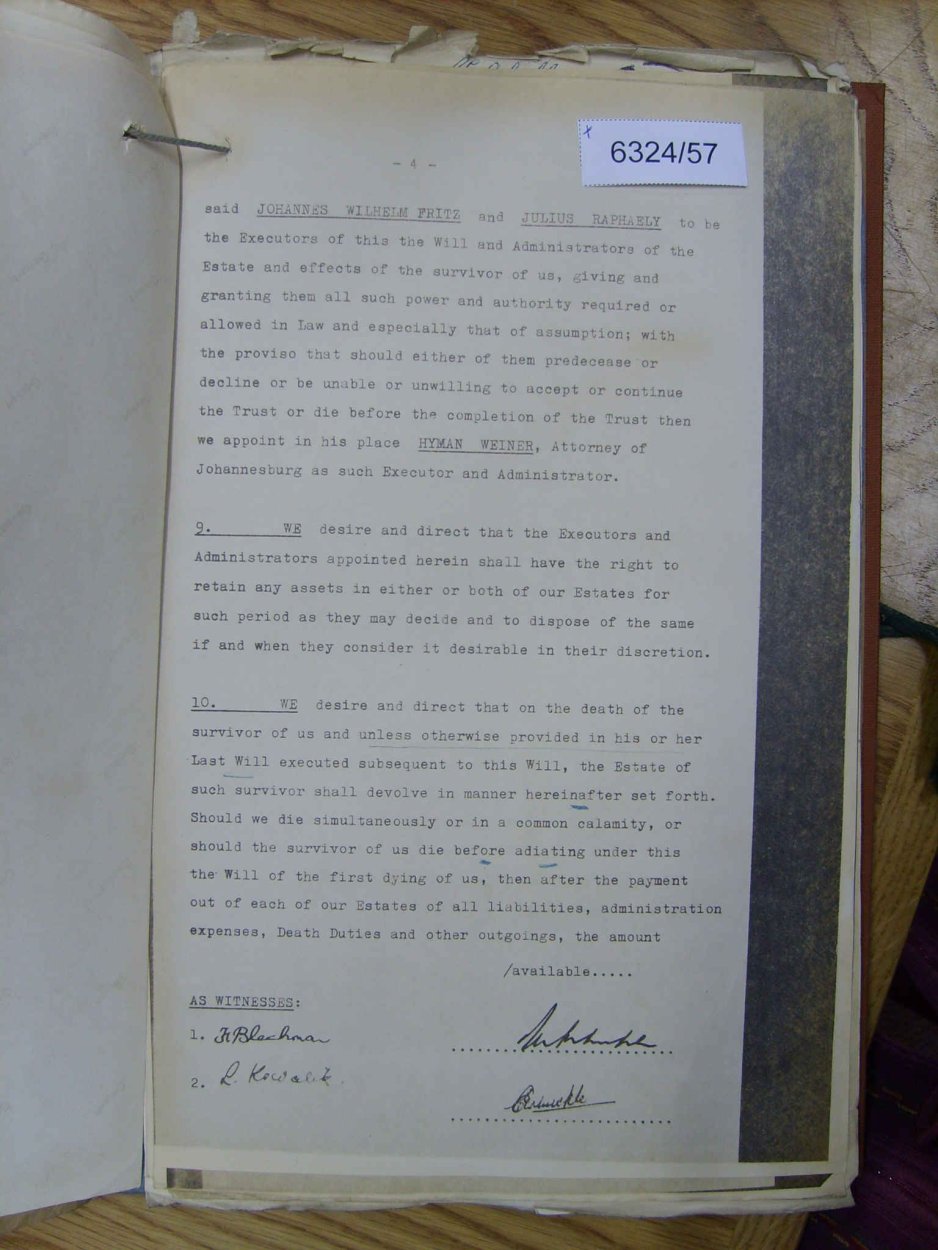 6324/57
- 4 -
said JOHANNES WILHELM FRITZ and JULIUS RAPHAELY to be
the Executors of this the Will and Administrators of the
Estate and effects of the survivor of us, giving and
granting them all such power and authority required or
allowed in Law and especially that of assumption; with
the proviso that should either of them predecease or
decline or be unable or unwilling to accept or continue
the Trust or die before the completion of the Trust then
we appoint in his place HYMAN WEINER, Attorney of
Johannesburg as such Executor and Administrator.
9. WE desire and direct that the Executors and
Administrators appointed herein shall have the right to
retain any assets in either or both of our Estates for
such period as they may decide and to dispose of the same
if and when they consider it desirable in their discretion.
10. WE desire and direct that on the death of the
survivor of us and unless otherwise provided in his or her
Last Will executed subsequent to this Will, the Estate of
such survivor shall devolve in manner hereinafter set forth.
Should we die simultaneously or in a common calamity, or
should the survivor of us die before adiating under this
the Will of the first dying of us, then after the payment
out of each of our Estates of all liabilities, administration
expenses, Death Duties and other outgoings, the amount
/available.....
AS WITNESSES:
1. Blachman
2. L. Kowalik